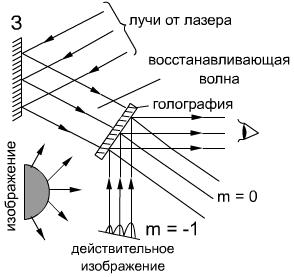 З
лучи от лазера
восстанавливающая
волна
голография
изображение
m = 0
m = -1
действительное
изображение